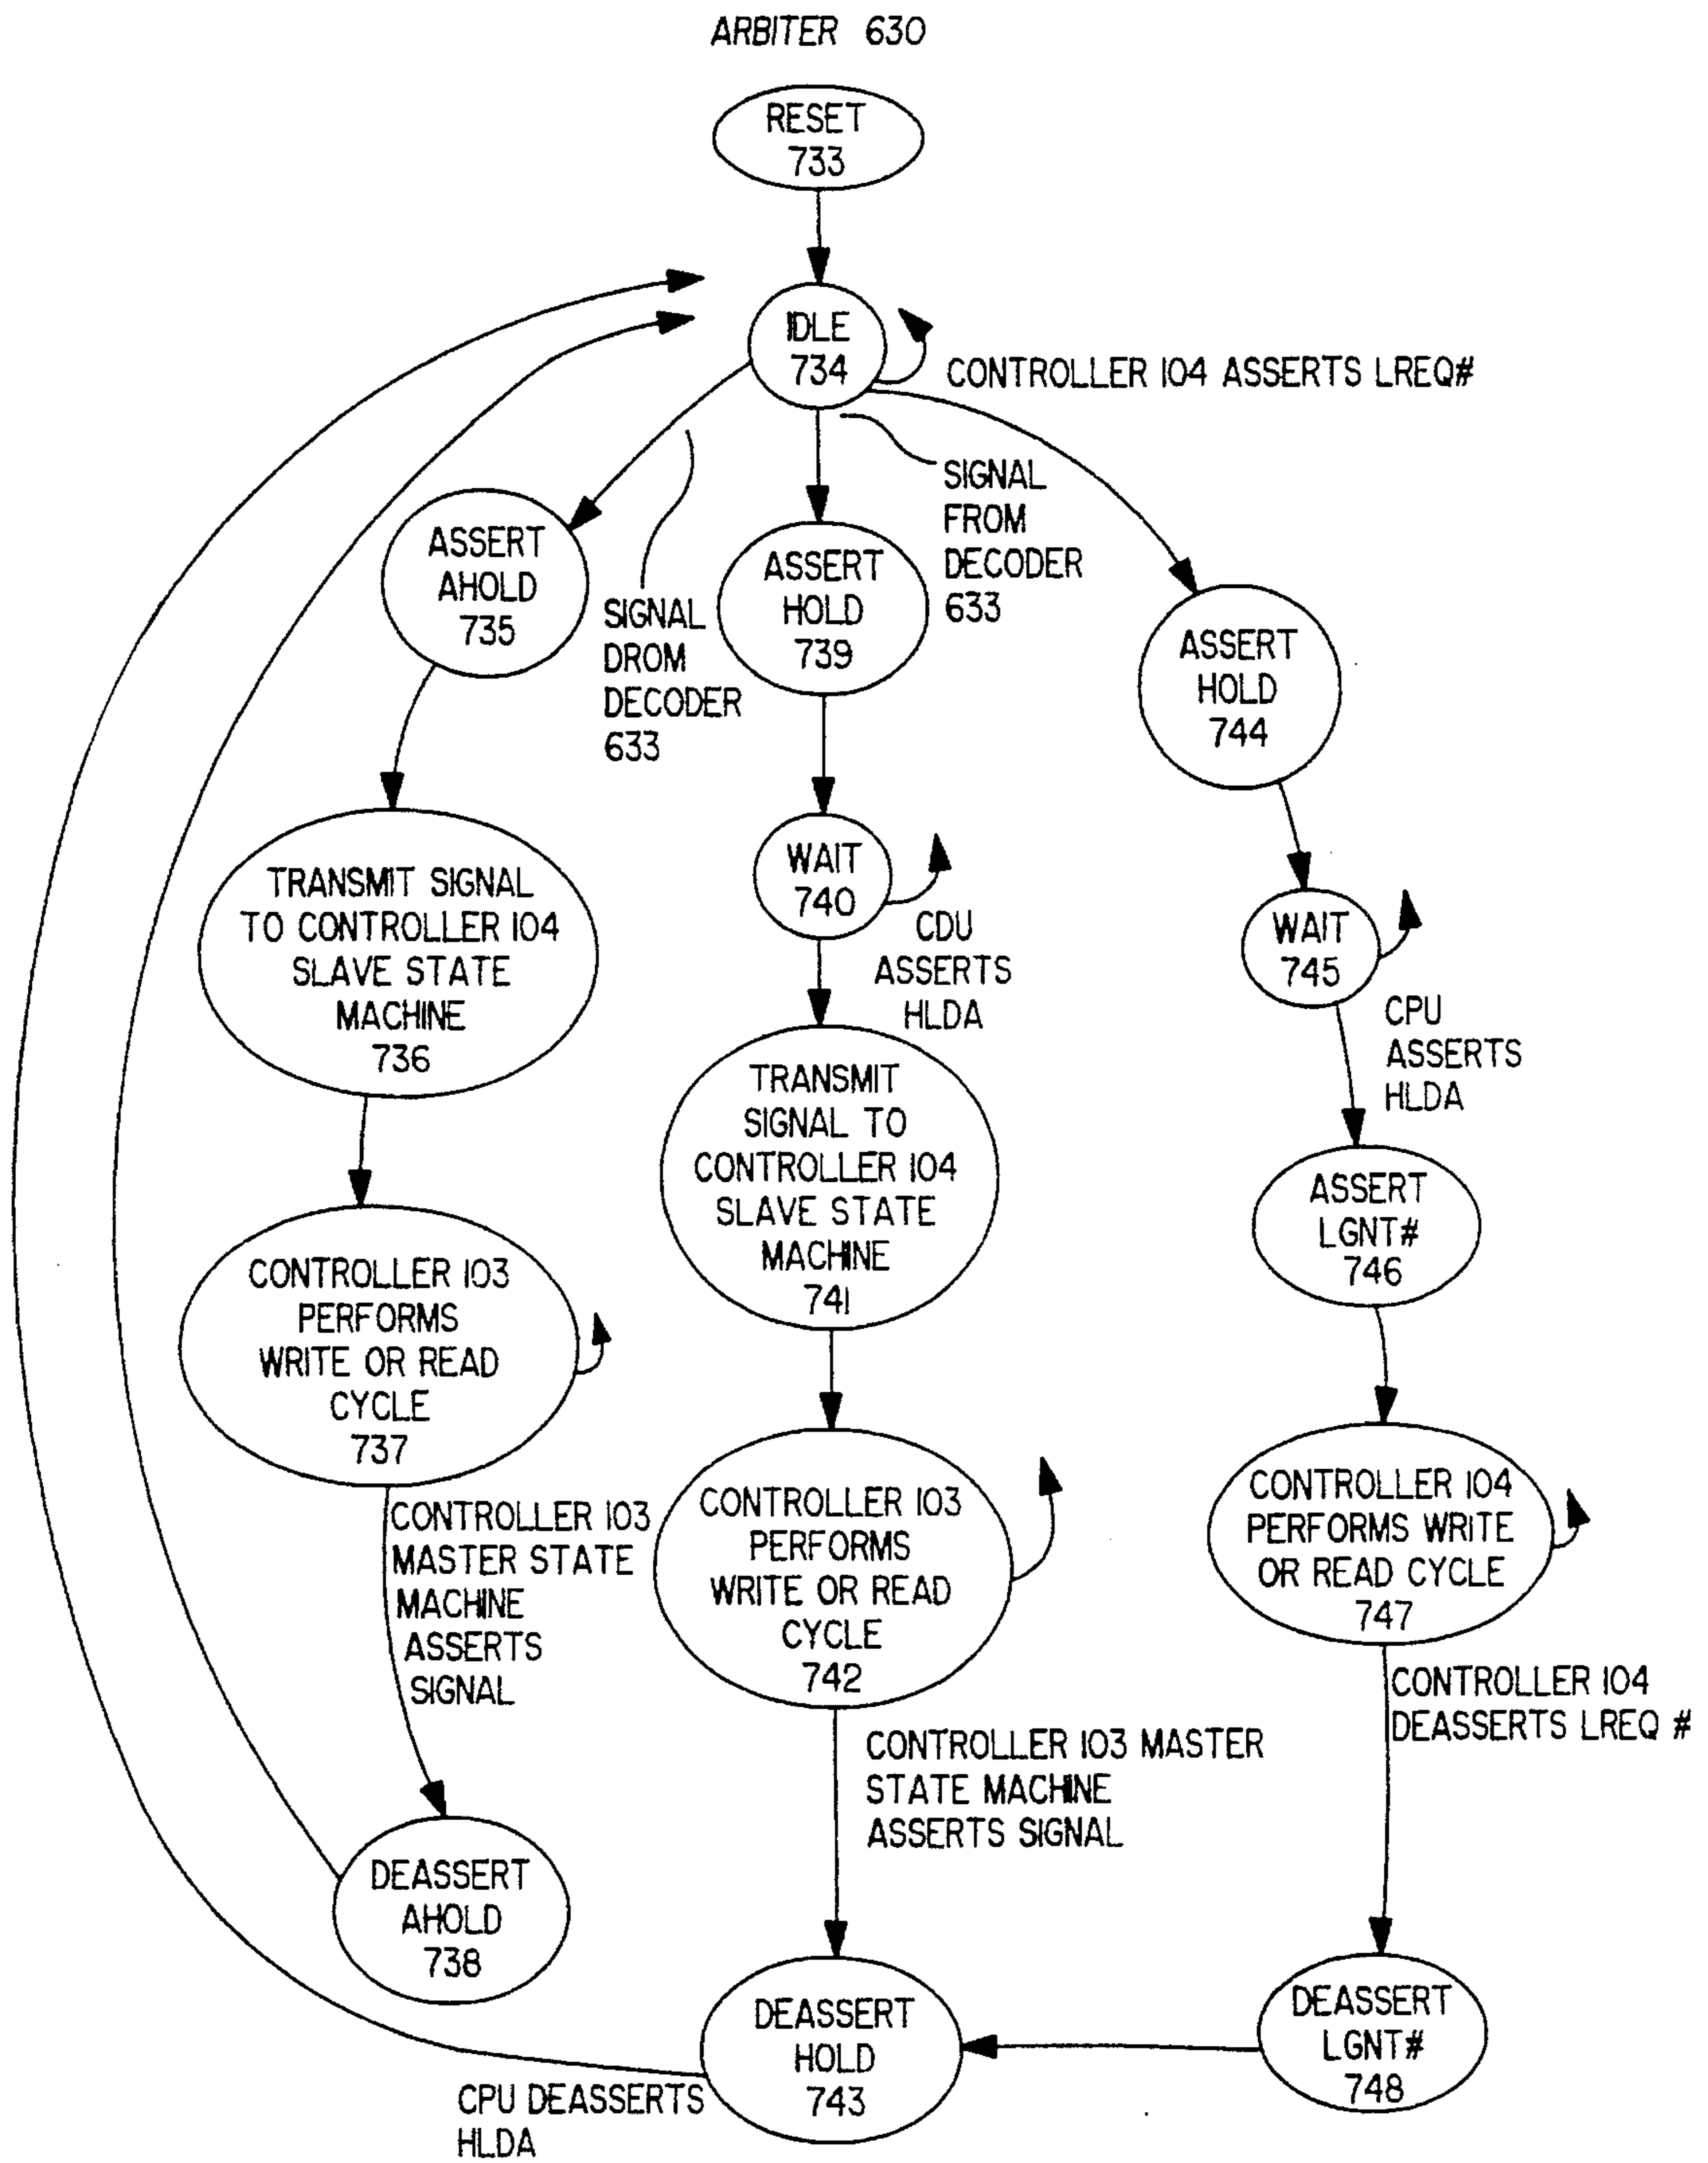 ARBITER 630
RESET
733
IDLE
734
CONTROLLER 104 ASSERTS LREQ#
SIGNAL
FROM
DECODER
633
ASSERT
AHOLD
735
SIGNAL
DROM
DECODER
633
ASSERT
HOLD
739
ASSERT
HOLD
744
TRANSMIT SIGNAL
TO CONTROLLER 104
SLAVE STATE
MACHINE
736
WAIT
740
CDU
ASSERTS
HLDA
WAIT
745
CPU
ASSERTS
HLDA
TRANSMIT
SIGNAL TO
CONTROLLER 104
SLAVE STATE
MACHINE
741
ASSERT
LGNT#
746
CONTROLLER 103
PERFORMS
WRITE OR READ
CYCLE
737
CONTROLLER 103
MASTER STATE
MACHINE
ASSERTS
SIGNAL
CONTROLLER 103
PERFORMS
WRITE OR READ
CYCLE
742
CONTROLLER 104
PERFORMS WRITE
OR READ CYCLE
747
CONTROLLER 104
DEASSERTS LREQ #
CONTROLLER 103 MASTER
STATE MACHINE
ASSERTS SIGNAL
DEASSERT
AHOLD
738
DEASSERT
HOLD
743
DEASSERT
LGNT#
748
CPU DEASSERTS
HLDA